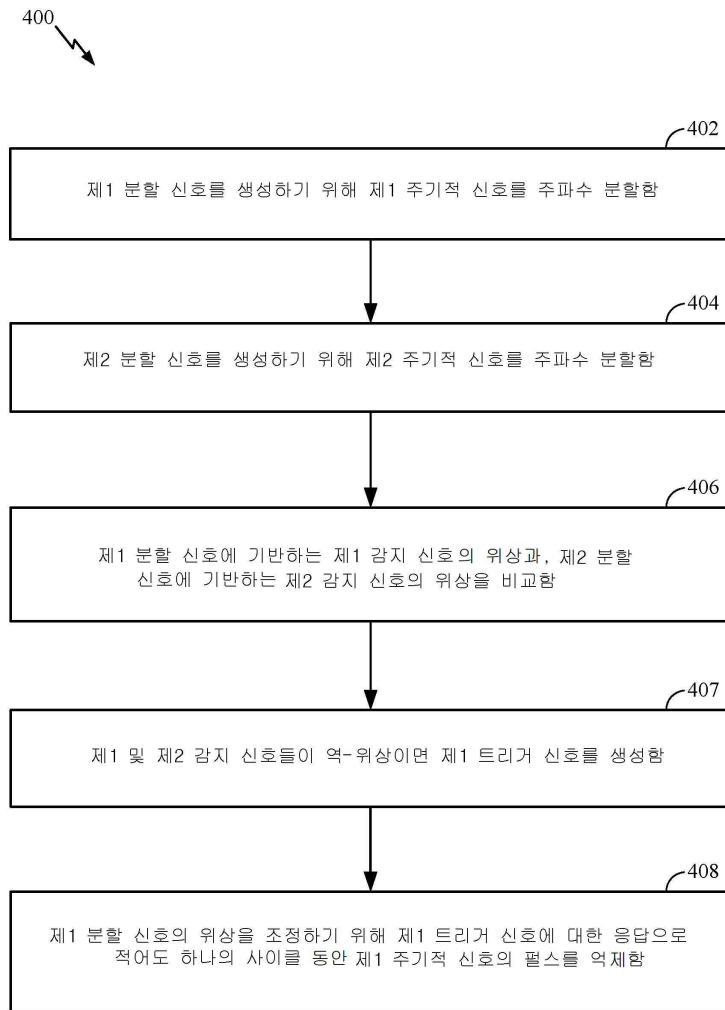 400
402
제1 분할 신호를 생성하기 위해 제1 주기적 신호를 주파수 분할함
404
제2 분할 신호를 생성하기 위해 제2 주기적 신호를 주파수 분할함
406
제1 분할 신호에 기반하는 제1 감지 신호의 위상과, 제2 분할
신호에 기반하는 제2 감지 신호의 위상을 비교함
407
제1 및 제2 감지 신호들이 역-위상이면 제1 트리거 신호를 생성함
408
제1 분할 신호의 위상을 조정하기 위해 제1 트리거 신호에 대한 응답으로
적어도 하나의 사이클 동안 제1 주기적 신호의 펄스를 억제함